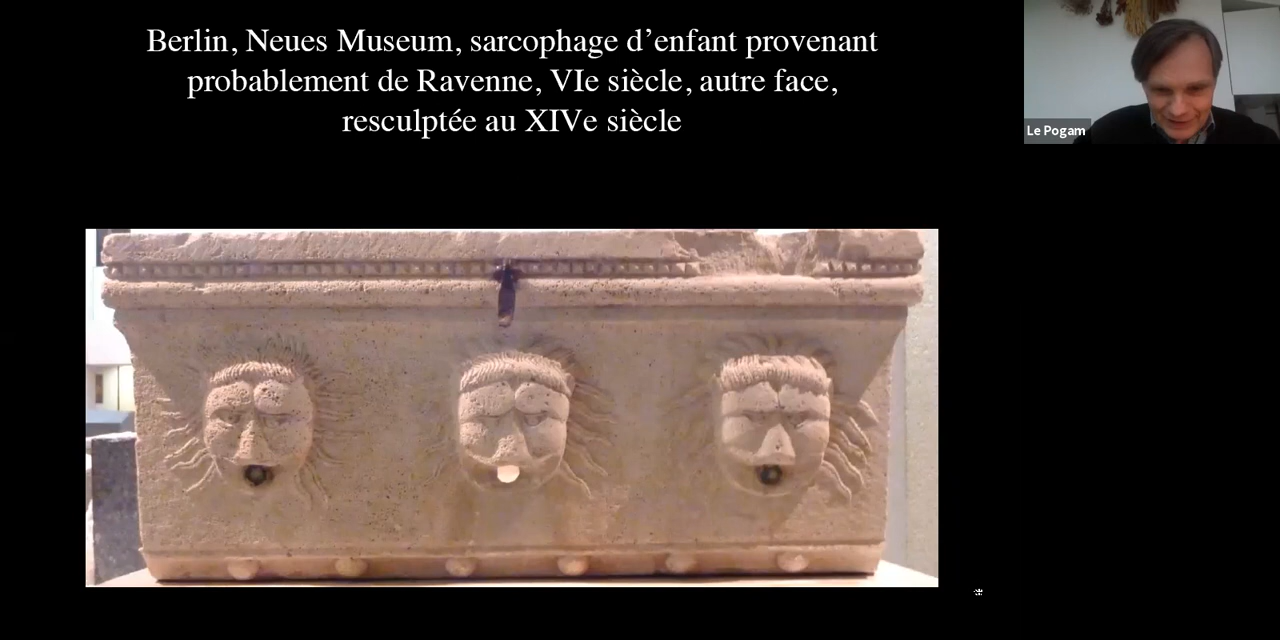 Berlin, Neues Museum, sarcophage d’enfant provenant
probablement de Ravenne, VIe siècle, autre face,
resculptée au XIVe siècle
Le Pogam